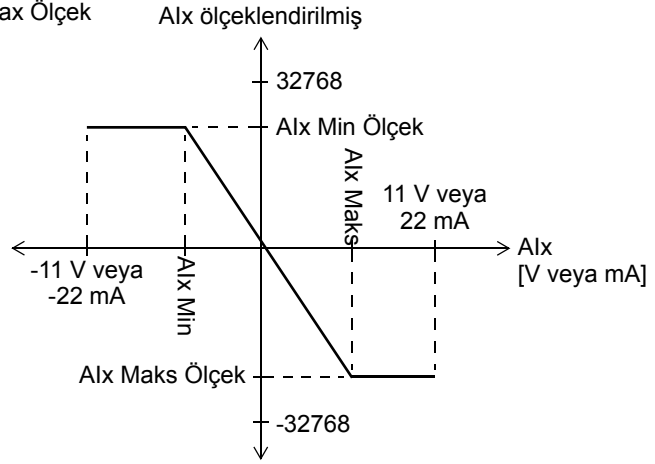 ax Ölçek
AIx ölçeklendirilmiş
32768
AIx Min Ölçek
AIx Maks
11 V veya
22 mA
AIx
[V veya mA]
-11 V veya
-22 mA
AIx Min
AIx Maks Ölçek
-32768